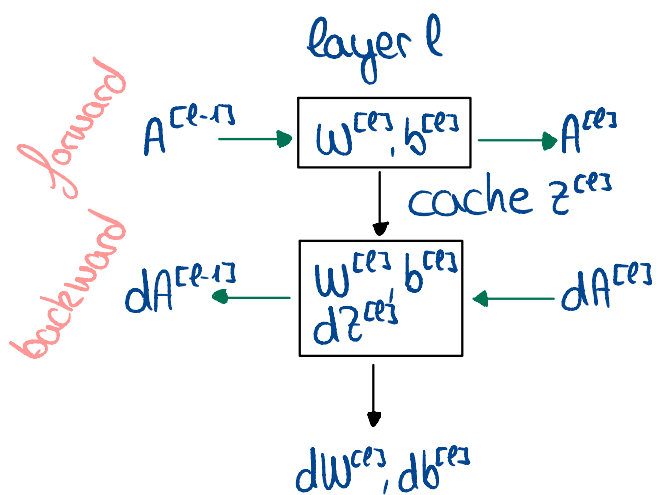 layer l
forward
A^[l-1]
W^[l], b^[l]
A^[l]
cache z^[l]
backward
dA^[l-1]
W^[l], b^[l]
dZ^[l]
dA^[l]
dW^[l], db^[l]